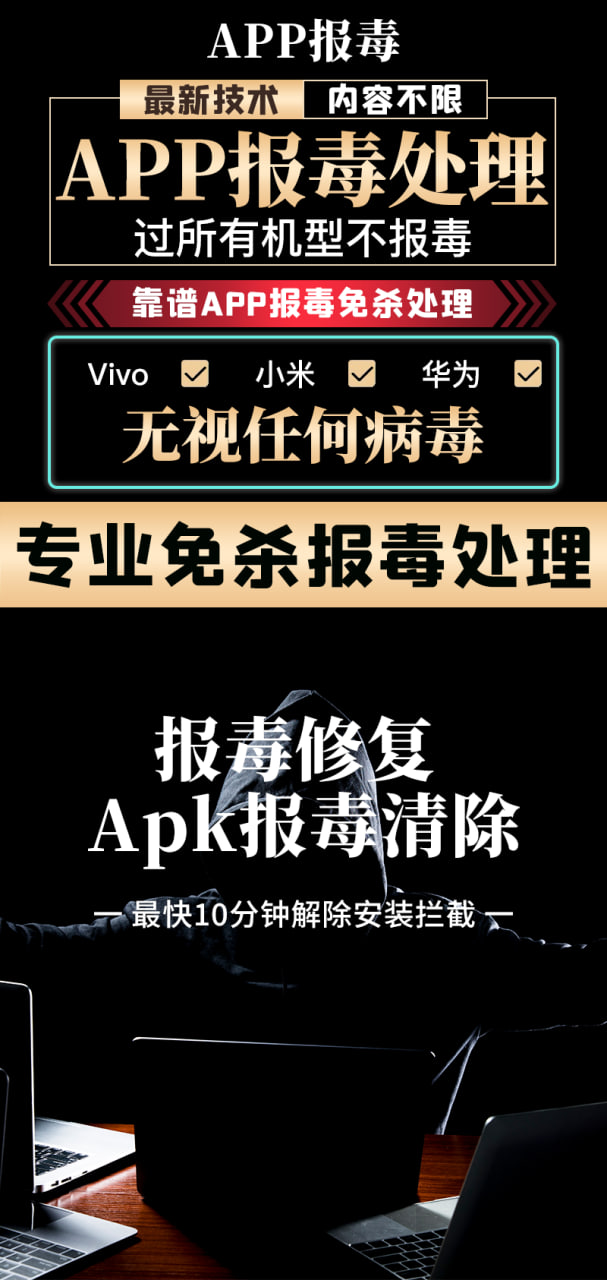 APP报毒
最新技术 内容不限
APP报毒处理
过所有机型不报毒
靠谱APP报毒免杀处理
Vivo 小米 华为
无视任何病毒
专业免杀报毒处理
报毒修复
Apk报毒清除
最快10分钟解除安装拦截